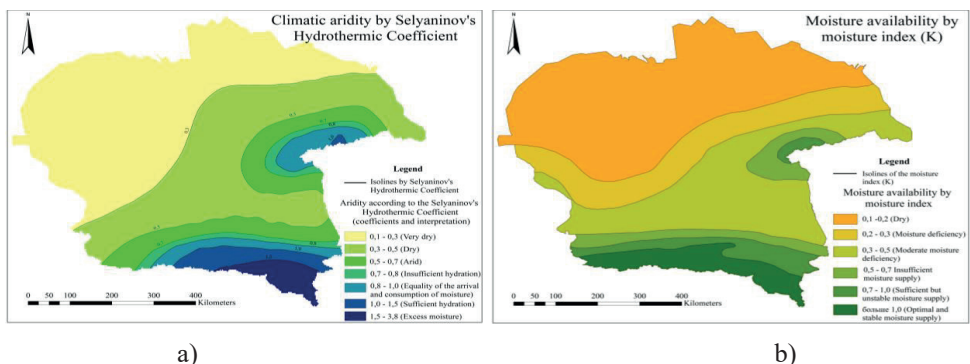 Climatic aridity by Selyaninov's
Hydrothermic Coefficient
N
Legend
Isolines by Selyaninov's
Hydrothermic Coefficient
Aridity according to the Selyaninov's
Hydrothermic Coefficient
(coefficients and interpretation)
0,1 - 0,3 (Very dry)
0,3 - 0,5 (Dry)
0,5 - 0,7 (Arid)
0,7 - 0,8 (Insufficient hydration)
0,8 - 1,0 (Equality of the arrival
and consumption of moisture)
1,0 - 1,5 (Sufficient hydration)
1,5 - 3,8 (Excess moisture)
0 50 100 200 300 400
Kilometers
a)
Moisture availability by
moisture index (K)
N
Legend
Isolines of the moisture
index (K)
Moisture availability by
moisture index
0,1 -0,2 (Dry)
0,2 - 0,3 (Moisture deficiency)
0,3 - 0,5 (Moderate moisture
deficiency)
0,5 - 0,7 Insufficient
moisture supply)
0,7 - 1,0 (Sufficient but
unstable moisture supply)
больше 1,0 (Optimal and
stable moisture supply)
0 50 100 200 300 400
Kilometers
b)